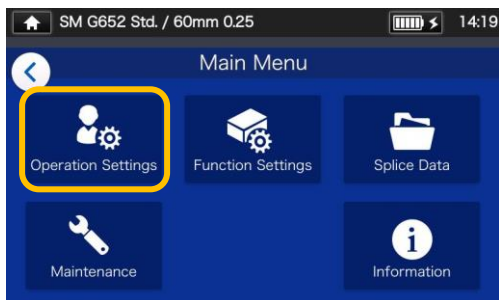 SM G652 Std. / 60mm 0.25 14:19
Main Menu
Operation Settings Function Settings Splice Data
Maintenance Information